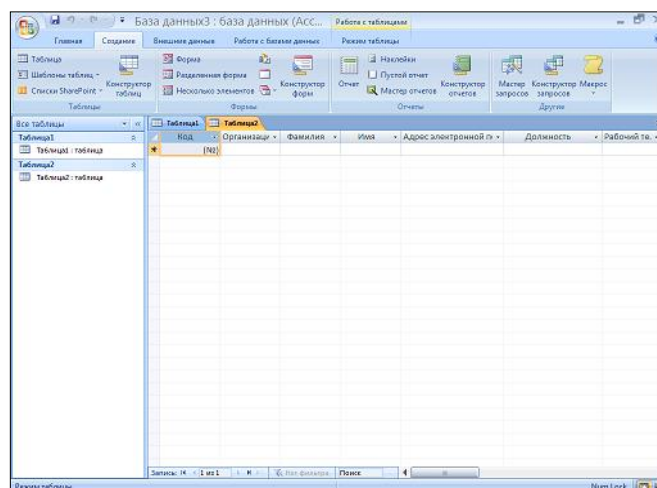 База данных3 : база данных (Acc...
Работа с таблицами
Главная Создание Внешние данные Работа с базами данных Режим таблицы
Таблица
Шаблоны таблиц
Списки SharePoint
Конструктор таблиц
Таблицы
Форма
Разделенная форма
Несколько элементов
Конструктор форм
Формы
Отчет
Наклейки
Пустой отчет
Мастер отчетов
Конструктор отчетов
Отчеты
Мастер запросов
Конструктор запросов
Макрос
Другие
Все таблицы
Таблица1
Таблица1 : таблица
Таблица2
Таблица2 : таблица
Таблица1 Таблица2
Код Организаци Фамилия Имя Адрес электронной п Должность Рабочий те.
(№)
Запись: 1 из 1 Нет фильтра Поиск
Режим таблицы
Num Lock